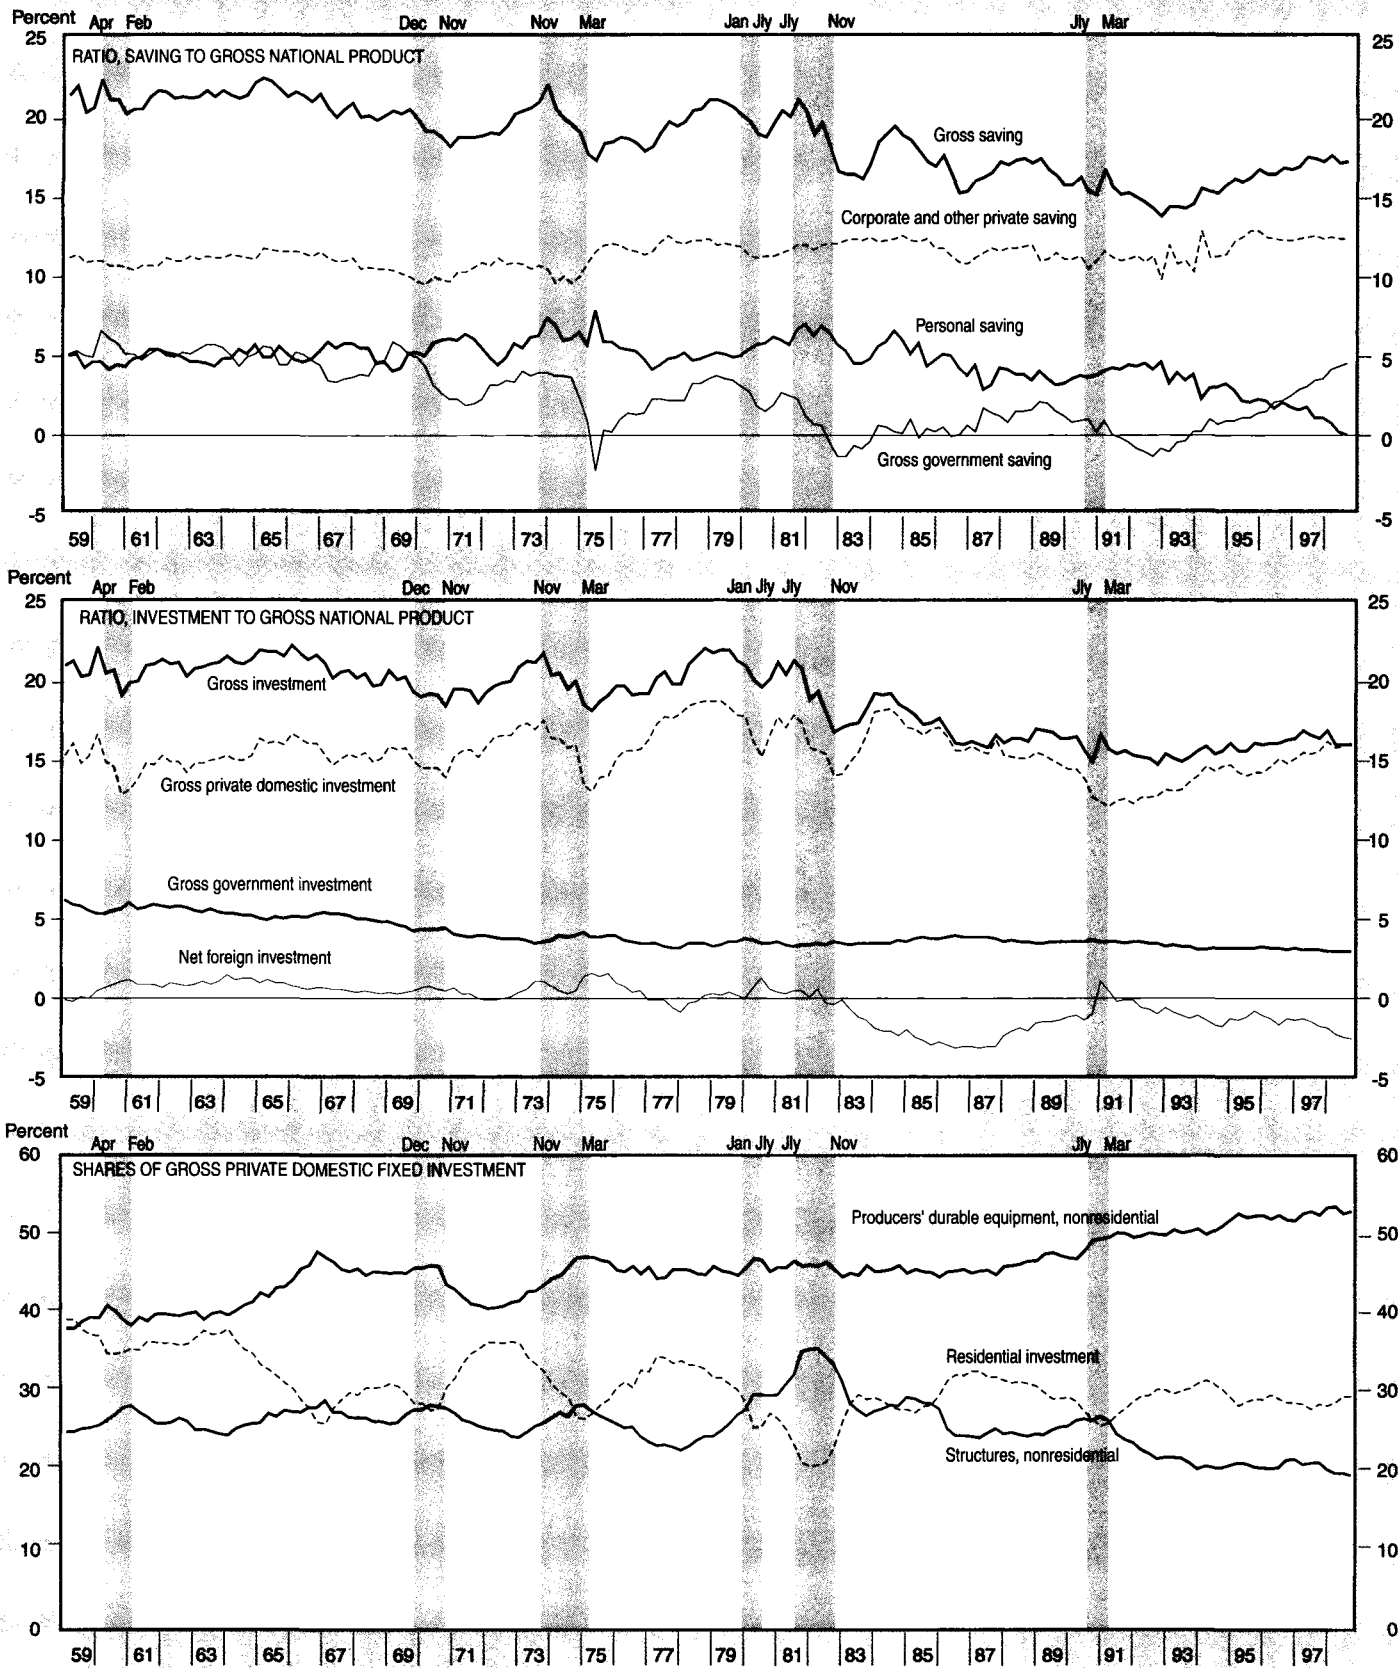 Percent Apr Feb Dec Nov Nov Mar Jan Jly Jly Nov Jly Mar
25 25
RATIO, SAVING TO GROSS NATIONAL PRODUCT
20 20
Gross saving
15 15
Corporate and other private saving
10 10
Personal saving
5 5
0 0
Gross government saving
-5 -5
59 61 63 65 67 69 71 73 75 77 79 81 83 85 87 89 91 93 95 97
Percent Apr Feb Dec Nov Nov Mar Jan Jly Jly Nov Jly Mar
25 25
RATIO, INVESTMENT TO GROSS NATIONAL PRODUCT
20 20
Gross investment
15 15
Gross private domestic investment
10 10
Gross government investment
5 5
Net foreign investment
0 0
-5 -5
59 61 63 65 67 69 71 73 75 77 79 81 83 85 87 89 91 93 95 97
Percent Apr Feb Dec Nov Nov Mar Jan Jly Jly Nov Jly Mar
60 60
SHARES OF GROSS PRIVATE DOMESTIC FIXED INVESTMENT
Producers' durable equipment, nonresidential
50 50
40 40
Residential investment
30 30
Structures, nonresidential
20 20
10 10
0 0
59 61 63 65 67 69 71 73 75 77 79 81 83 85 87 89 91 93 95 97